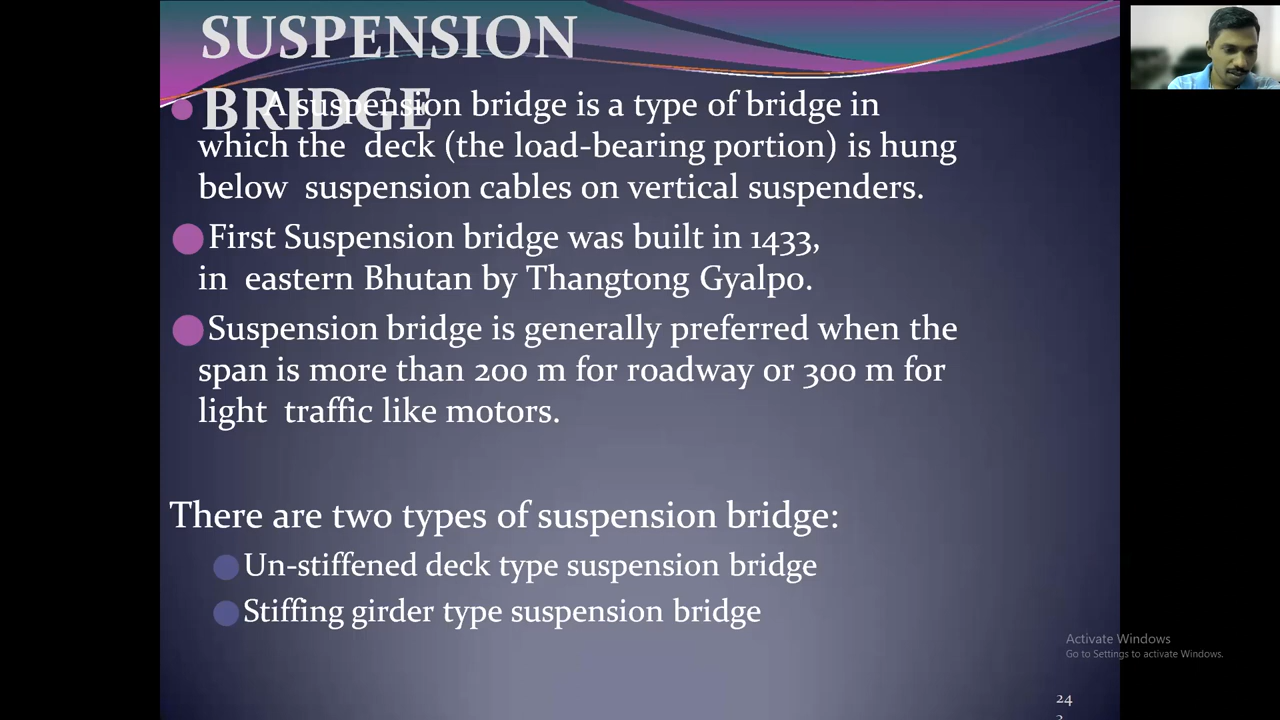 SUSPENSION
BRIDGE
A suspension bridge is a type of bridge in
which the deck (the load-bearing portion) is hung
below suspension cables on vertical suspenders.
First Suspension bridge was built in 1433,
in eastern Bhutan by Thangtong Gyalpo.
Suspension bridge is generally preferred when the
span is more than 200 m for roadway or 300 m for
light traffic like motors.
There are two types of suspension bridge:
Un-stiffened deck type suspension bridge
Stiffing girder type suspension bridge
Activate Windows
Go to Settings to activate Windows.
24